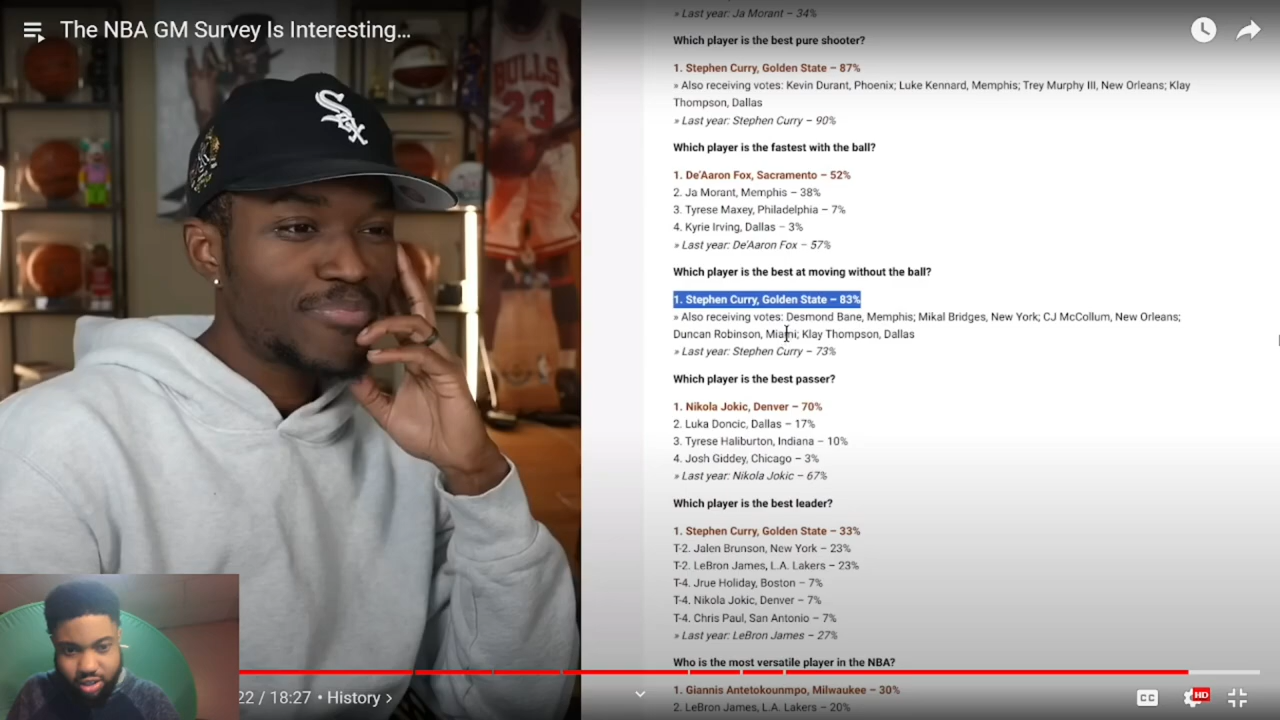 The NBA GM Survey Is Interesting...
Sox
BULLS
23
» Last year: Ja Morant – 34%
Which player is the best pure shooter?
1. Stephen Curry, Golden State – 87%
» Also receiving votes: Kevin Durant, Phoenix; Luke Kennard, Memphis; Trey Murphy III, New Orleans; Klay
Thompson, Dallas
» Last year: Stephen Curry – 90%
Which player is the fastest with the ball?
1. De'Aaron Fox, Sacramento – 52%
2. Ja Morant, Memphis – 38%
3. Tyrese Maxey, Philadelphia – 7%
4. Kyrie Irving, Dallas – 3%
» Last year: De'Aaron Fox – 57%
Which player is the best at moving without the ball?
1. Stephen Curry, Golden State – 83%
» Also receiving votes: Desmond Bane, Memphis; Mikal Bridges, New York; CJ McCollum, New Orleans;
Duncan Robinson, Miami; Klay Thompson, Dallas
» Last year: Stephen Curry – 73%
Which player is the best passer?
1. Nikola Jokic, Denver – 70%
2. Luka Doncic, Dallas – 17%
3. Tyrese Haliburton, Indiana – 10%
4. Josh Giddey, Chicago – 3%
» Last year: Nikola Jokic – 67%
Which player is the best leader?
1. Stephen Curry, Golden State – 33%
T-2. Jalen Brunson, New York – 23%
T-2. LeBron James, L.A. Lakers – 23%
T-4. Jrue Holiday, Boston – 7%
T-4. Nikola Jokic, Denver – 7%
T-4. Chris Paul, San Antonio – 7%
» Last year: LeBron James – 27%
Who is the most versatile player in the NBA?
1. Giannis Antetokounmpo, Milwaukee – 30%
2. LeBron James, L.A. Lakers – 20%
22 / 18:27 • History >
CC
HD